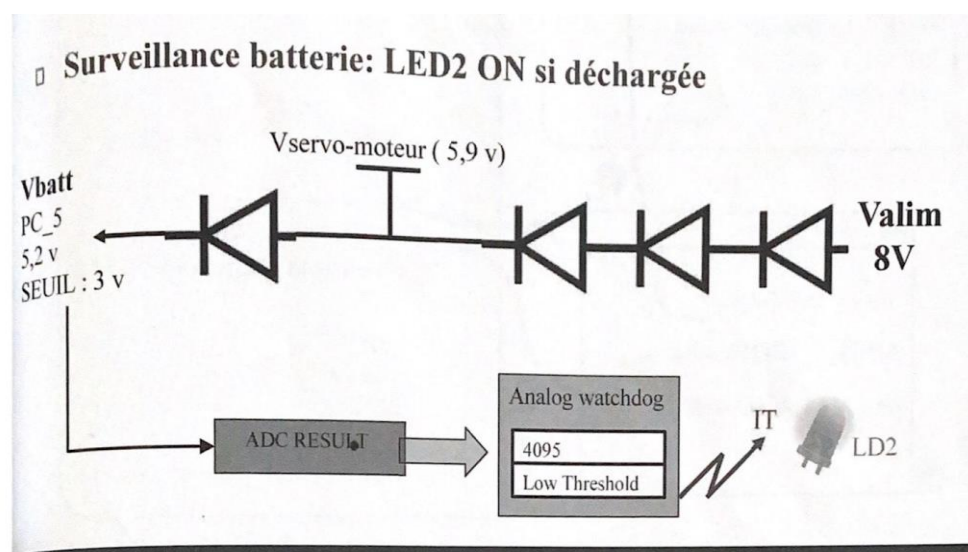 Surveillance batterie: LED2 ON si déchargée
Vservo-moteur ( 5,9 v)
Vbatt
PC_5
5,2 v
SEUIL : 3 v
Valim
8V
ADC RESULT
Analog watchdog
4095
Low Threshold
IT
LD2